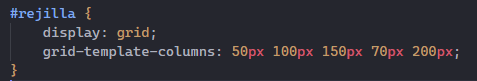 #rejilla {
    display: grid;
    grid-template-columns: 50px 100px 150px 70px 200px;
}